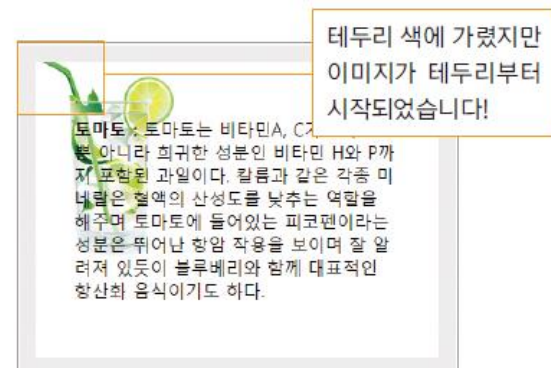 테두리 색에 가렸지만
이미지가 테두리부터
시작되었습니다!
토마토 : 토마토는 비타민A, C
뿐 아니라 희귀한 성분인 비타민 H와 P까
지 포함된 과일이다. 칼륨과 같은 각종 미
네랄은 혈액의 산성도를 낮추는 역할을
해주며 토마토에 들어있는 피코펜이라는
성분은 뛰어난 항암 작용을 보이며 잘 알
려져 있듯이 블루베리와 함께 대표적인
항산화 음식이기도 하다.